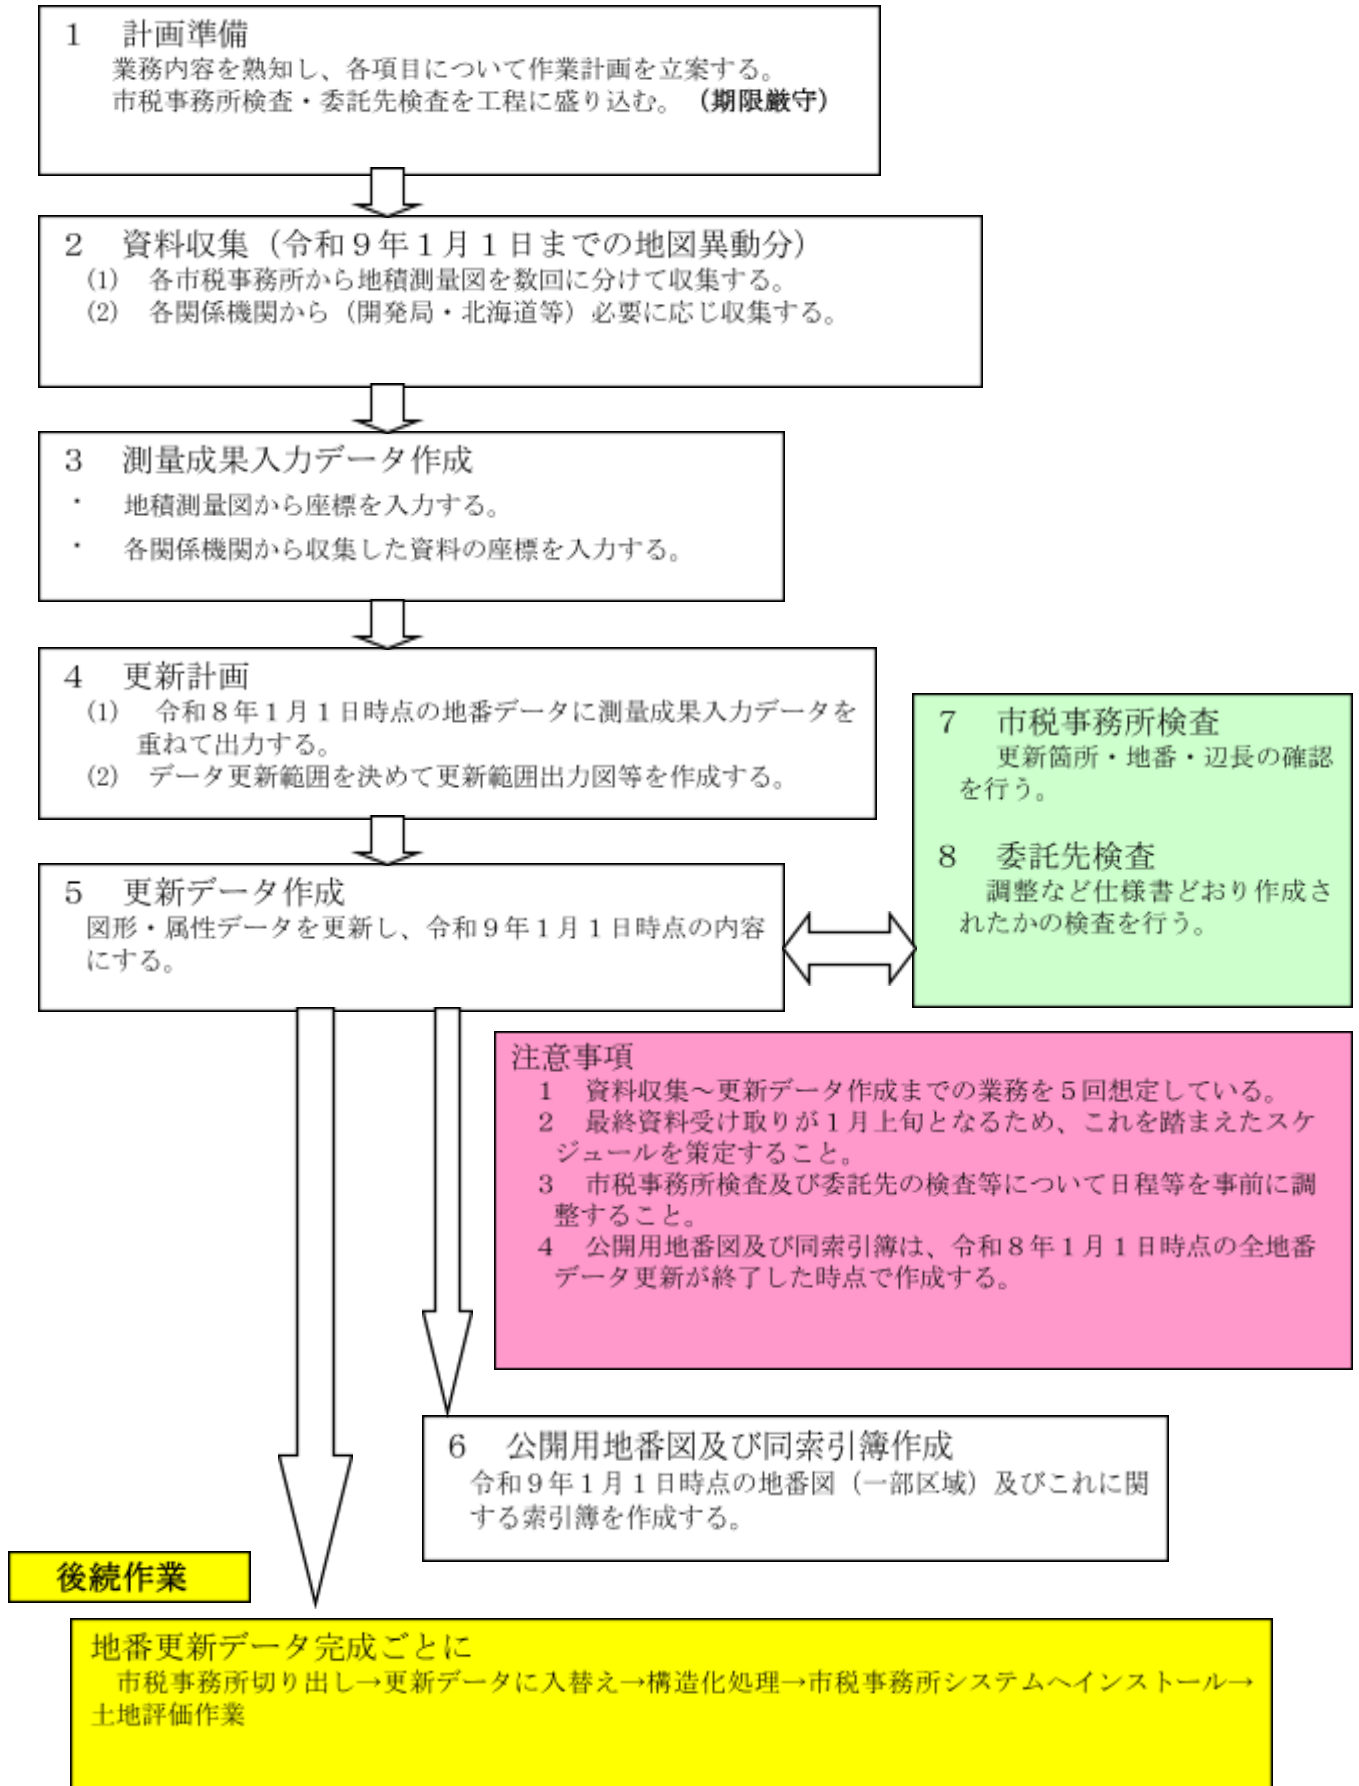 １　計画準備
業務内容を熟知し、各項目について作業計画を立案する。
市税事務所検査・委託先検査を工程に盛り込む。（期限厳守）
２　資料収集（令和９年１月１日までの地図異動分）
(1)　各市税事務所から地積測量図を数回に分けて収集する。
(2)　各関係機関から（開発局・北海道等）必要に応じ収集する。
３　測量成果入力データ作成
・　地積測量図から座標を入力する。
・　各関係機関から収集した資料の座標を入力する。
４　更新計画
(1)　令和８年１月１日時点の地番データに測量成果入力データを
重ねて出力する。
(2)　データ更新範囲を決めて更新範囲出力図等を作成する。
５　更新データ作成
図形・属性データを更新し、令和９年１月１日時点の内容
にする。
７　市税事務所検査
更新箇所・地番・辺長の確認
を行う。
８　委託先検査
調整など仕様書どおり作成さ
れたかの検査を行う。
注意事項
１　資料収集～更新データ作成までの業務を５回想定している。
２　最終資料受け取りが１月上旬となるため、これを踏まえたスケ
ジュールを策定すること。
３　市税事務所検査及び委託先の検査等について日程等を事前に調
整すること。
４　公開用地番図及び同索引簿は、令和８年１月１日時点の全地番
データ更新が終了した時点で作成する。
６　公開用地番図及び同索引簿作成
令和９年１月１日時点の地番図（一部区域）及びこれに関
する索引簿を作成する。
後続作業
地番更新データ完成ごとに
市税事務所切り出し→更新データに入替え→構造化処理→市税事務所システムへインストール→
土地評価作業